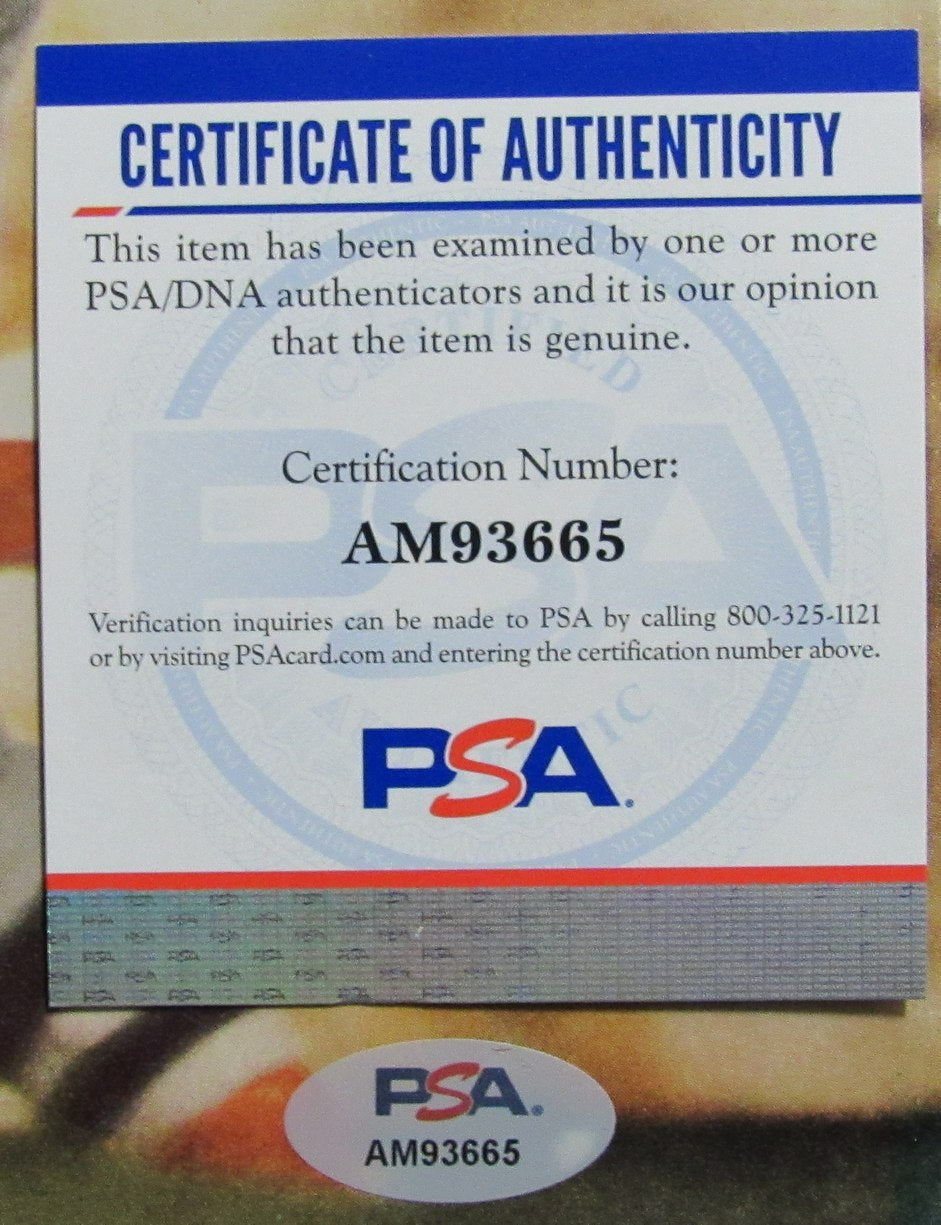 CERTIFICATE OF AUTHENTICITY
This item has been examined by one or more
PSA/DNA authenticators and it is our opinion
that the item is genuine.
Certification Number:
AM93665
Verification inquiries can be made to PSA by calling 800-325-1121
or by visiting PSAcard.com and entering the certification number above.
PSA
PSA
AM93665